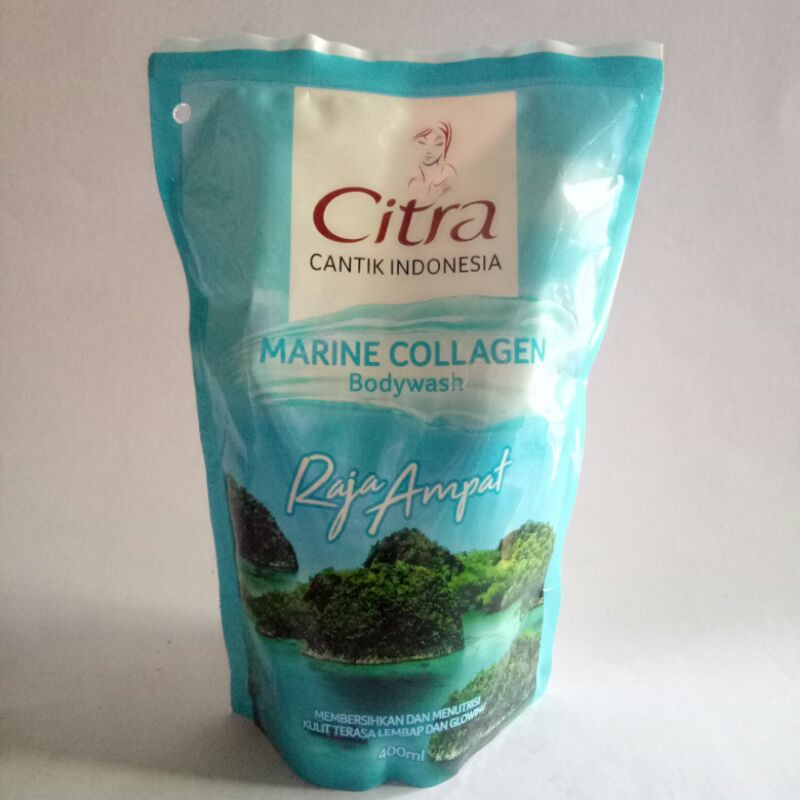 Citra
CANTIK INDONESIA
MARINE COLLAGEN
Bodywash
Raja Ampat
MEMBERSIHKAN DAN MENUTRISI
KULIT TERASA LEMBAP DAN GLOWING
400ml